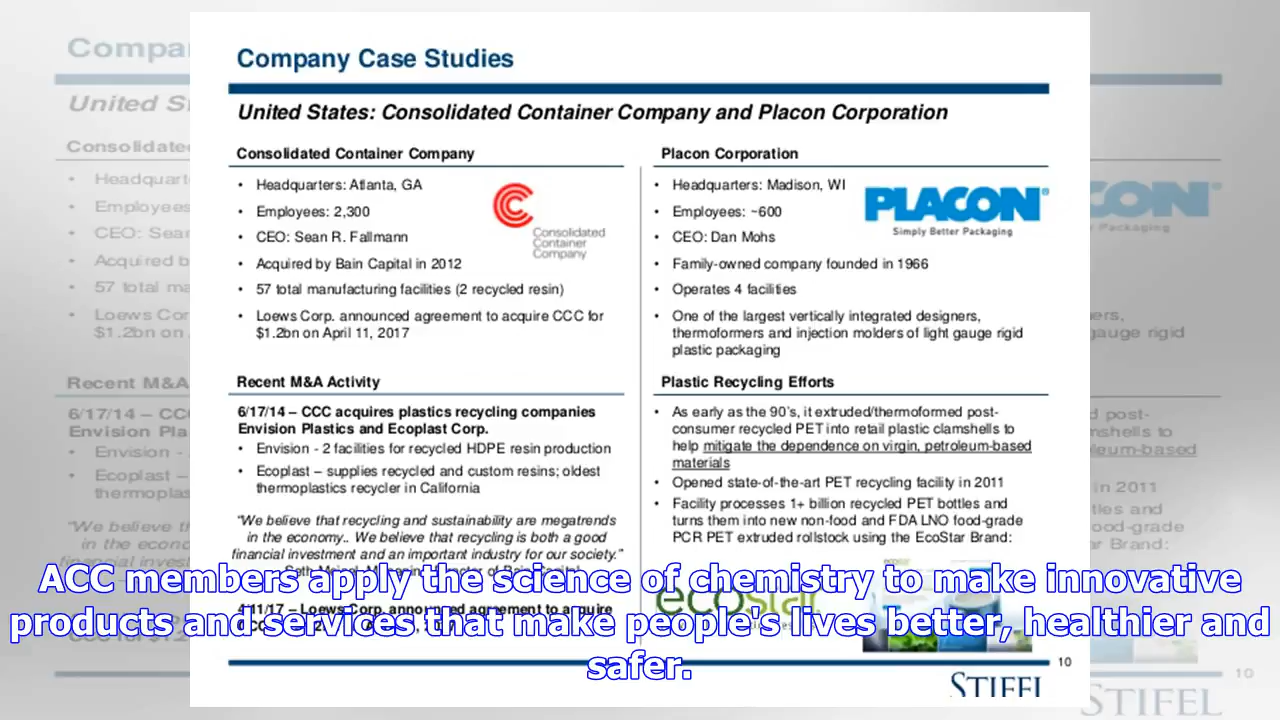 Company Case Studies
United States: Consolidated Container Company and Placon Corporation
Consolidated Container Company
• Headquarters: Atlanta, GA
• Employees: 2,300
• CEO: Sean R. Fallmann
• Acquired by Bain Capital in 2012
• 57 total manufacturing facilities (2 recycled resin)
• Loews Corp. announced agreement to acquire CCC for
$1.2bn on April 11, 2017
Consolidated
Container
Company
Recent M&A Activity
6/17/14 – CCC acquires plastics recycling companies
Envision Plastics and Ecoplast Corp.
• Envision - 2 facilities for recycled HDPE resin production
• Ecoplast – supplies recycled and custom resins; oldest
thermoplastics recycler in California
"We believe that recycling and sustainability are megatrends
in the economy.. We believe that recycling is both a good
financial investment and an important industry for our society."
4/11/17 – Loews Corp. announced agreement to acquire
Placon Corporation
• Headquarters: Madison, WI
• Employees: ~600
• CEO: Dan Mohs
• Family-owned company founded in 1966
• Operates 4 facilities
• One of the largest vertically integrated designers,
thermoformers and injection molders of light gauge rigid
plastic packaging
PLACON®
Simply Better Packaging
Plastic Recycling Efforts
• As early as the 90's, it extruded/thermoformed post-
consumer recycled PET into retail plastic clamshells to
help mitigate the dependence on virgin, petroleum-based
materials
• Opened state-of-the-art PET recycling facility in 2011
• Facility processes 1+ billion recycled PET bottles and
turns them into new non-food and FDA LNO food-grade
PCR PET extruded rollstock using the EcoStar Brand:
ecostar
ACC members apply the science of chemistry to make innovative
products and services that make people's lives better, healthier and
safer.
10
STIFEL